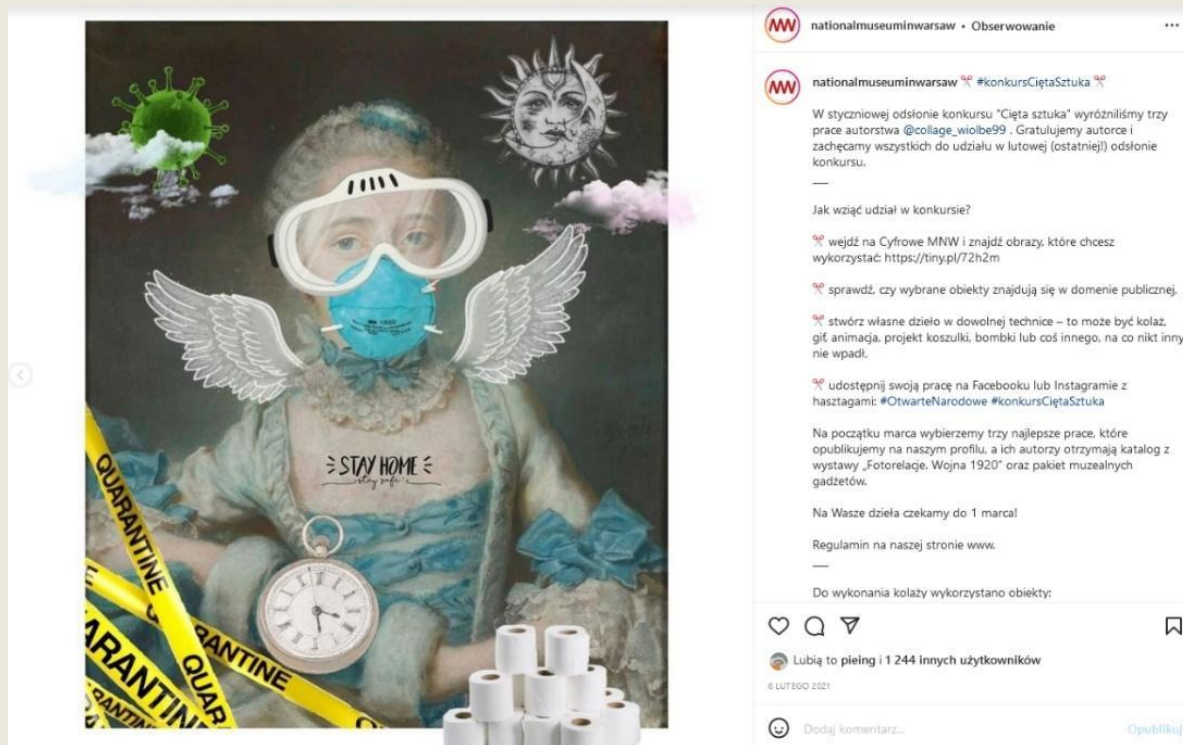 QUARANTINE
QUARANTINE
QUARANTINE
STAY HOME
stay safe!
nationalmuseuminwarsaw • Obserwowanie
nationalmuseuminwarsaw #konkursCiętaSztuka
W styczniowej odsłonie konkursu "Cięta sztuka" wyróżniliśmy trzy
prace autorstwa @collage_wiolbe99 . Gratulujemy autorce i
zachęcamy wszystkich do udziału w lutowej (ostatniej!) odsłonie
konkursu.
—
Jak wziąć udział w konkursie?
wejdź na Cyfrowe MNW i znajdź obrazy, które chcesz
wykorzystać: https://tiny.pl/72h2m
sprawdź, czy wybrane obiekty znajdują się w domenie publicznej,
stwórz własne dzieło w dowolnej technice – to może być kolaż,
gif, animacja, projekt koszulki, bombki lub coś innego, na co nikt inny
nie wpadł,
udostępnij swoją pracę na Facebooku lub Instagramie z
hasztagami: #OtwarteNarodowe #konkursCiętaSztuka
Na początku marca wybierzemy trzy najlepsze prace, które
opublikujemy na naszym profilu, a ich autorzy otrzymają katalog z
wystawy „Fotorelacje. Wojna 1920” oraz pakiet muzealnych
gadżetów.
Na Wasze dzieła czekamy do 1 marca!
Regulamin na naszej stronie www.
—
Do wykonania kolaży wykorzystano obiekty:
Lubią to pieing i 1 244 innych użytkowników
6 LUTEGO 2021
Dodaj komentarz...
Opublikuj